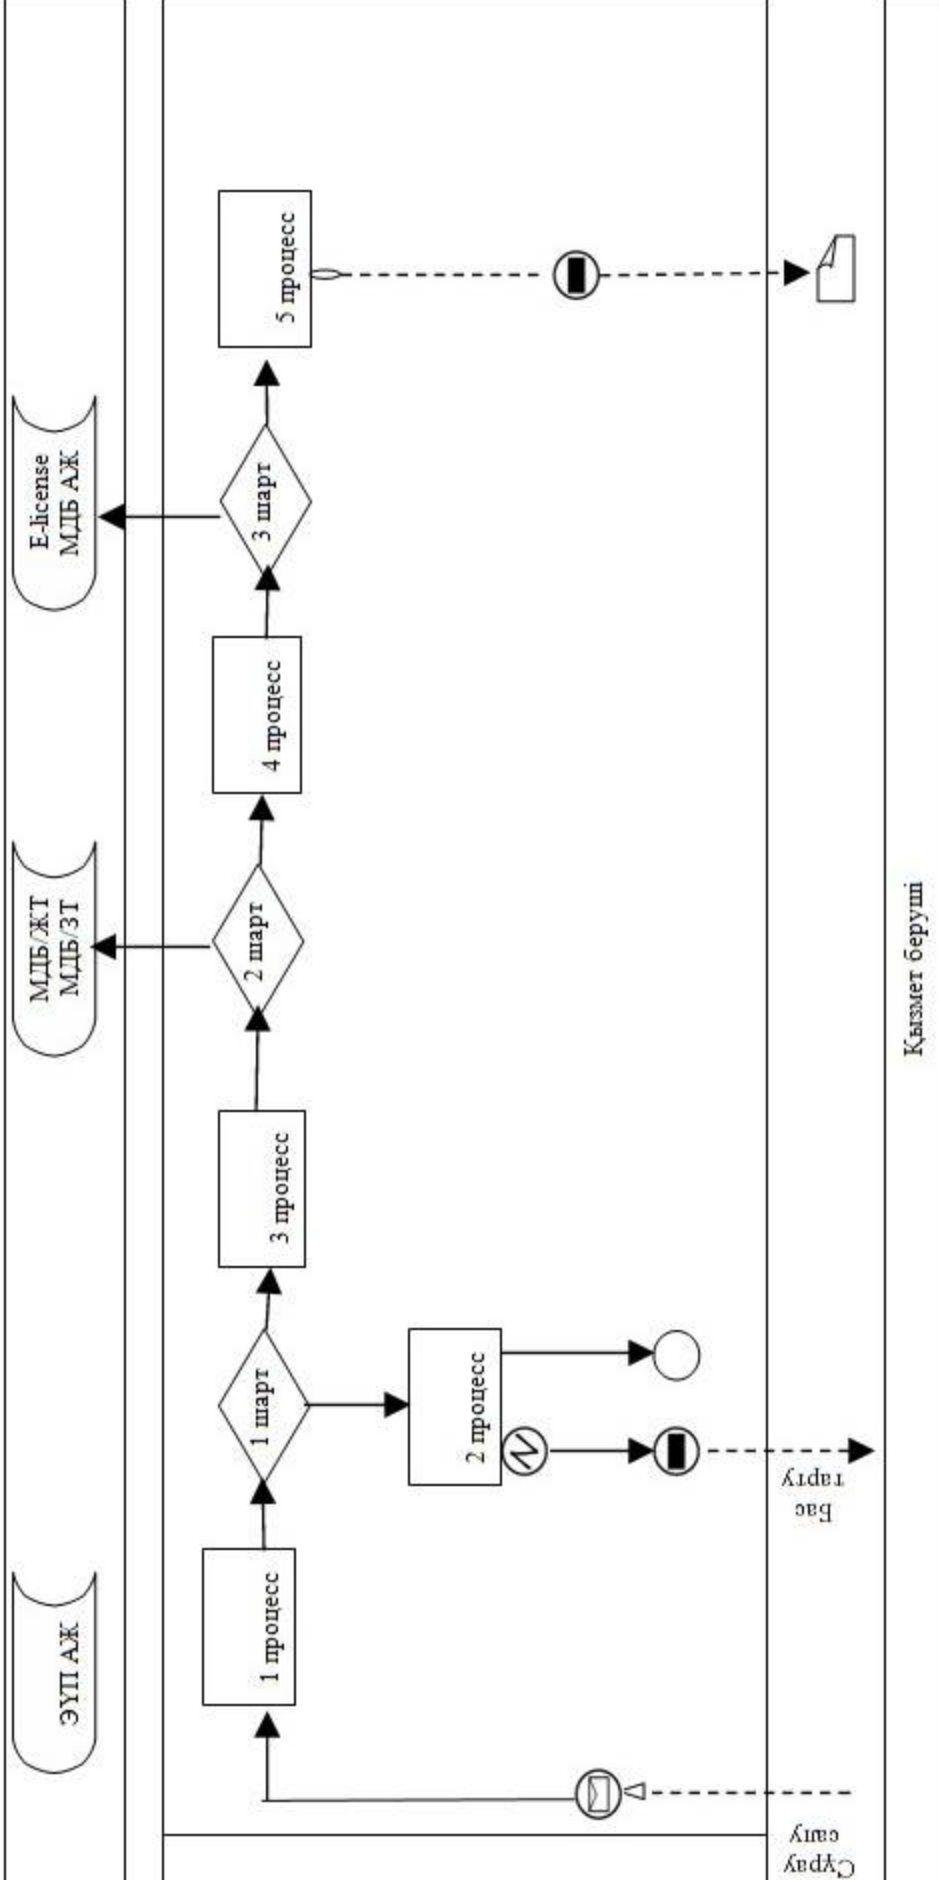 ЭҮП АЖ
МДБ/ЖТ
МДБ/ЗТ
E-license
МДБ АЖ
1 процесс
1 шарт
3 процесс
2 шарт
4 процесс
3 шарт
5 процесс
2 процесс
Сұрау
салу
Бас
тарту
Қызмет беруші